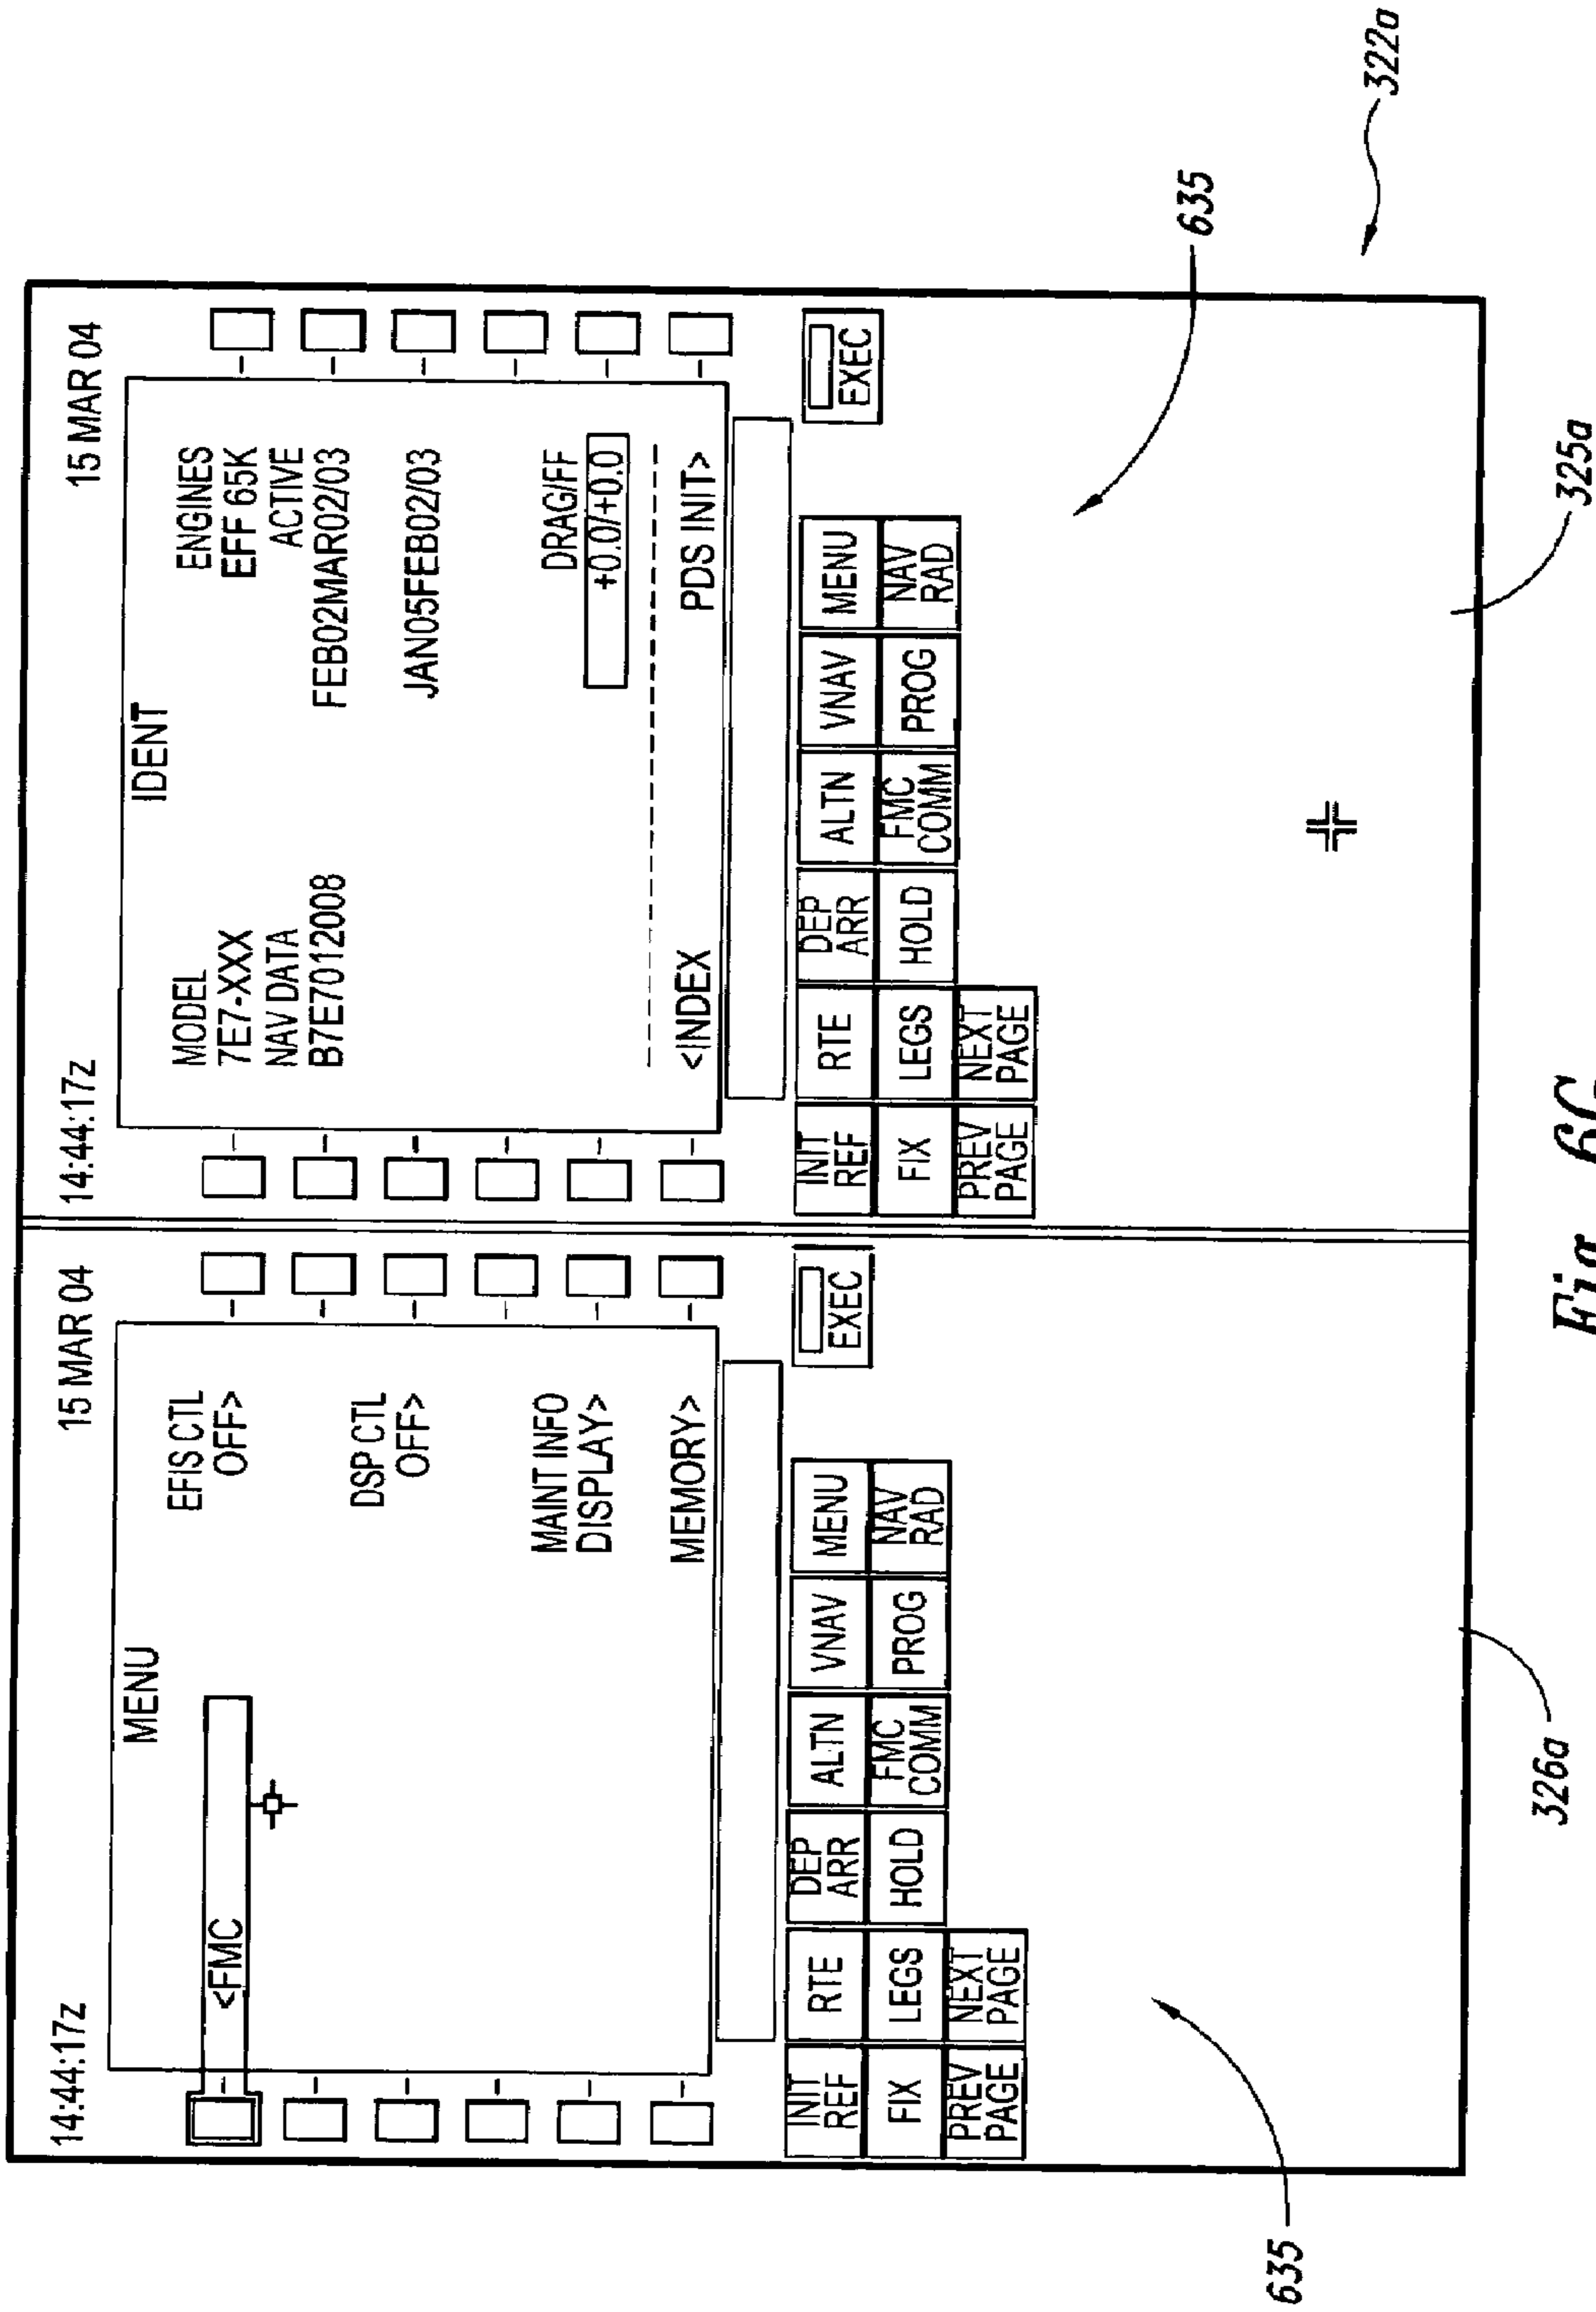 14:44:17z 15 MAR 04
MENU
<FMC
EFIS CTL
OFF>
DSP CTL
OFF>
MAINT INFO
DISPLAY>
MEMORY>
INIT REF
RTE
DEP ARR
ALTN
VNAV
MENU
EXEC
FIX
LEGS
HOLD
FMC COMM
PROG
NAV RAD
PREV PAGE
NEXT PAGE
635
326a
14:44:17z 15 MAR 04
IDENT
MODEL ENGINES
7E7-XXX EFF 65K
NAV DATA ACTIVE
B7E7012008 FEB02MAR02/03
JAN05FEB02/03
DRAG/FF
+0.0/+0.0
<INDEX PDS INIT>
INIT REF
RTE
DEP ARR
ALTN
VNAV
MENU
EXEC
FIX
LEGS
HOLD
FMC COMM
PROG
NAV RAD
PREV PAGE
NEXT PAGE
635
325a
322a